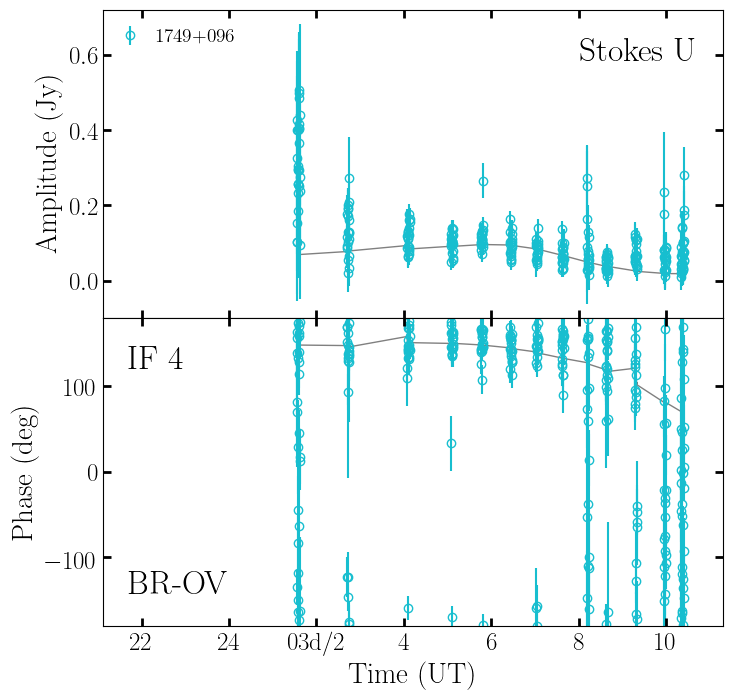 1749+096
Stokes U
Amplitude (Jy)
0.6
0.4
0.2
0.0
IF 4
BR-OV
Phase (deg)
100
0
−100
22
24
03d/2
4
6
8
10
Time (UT)